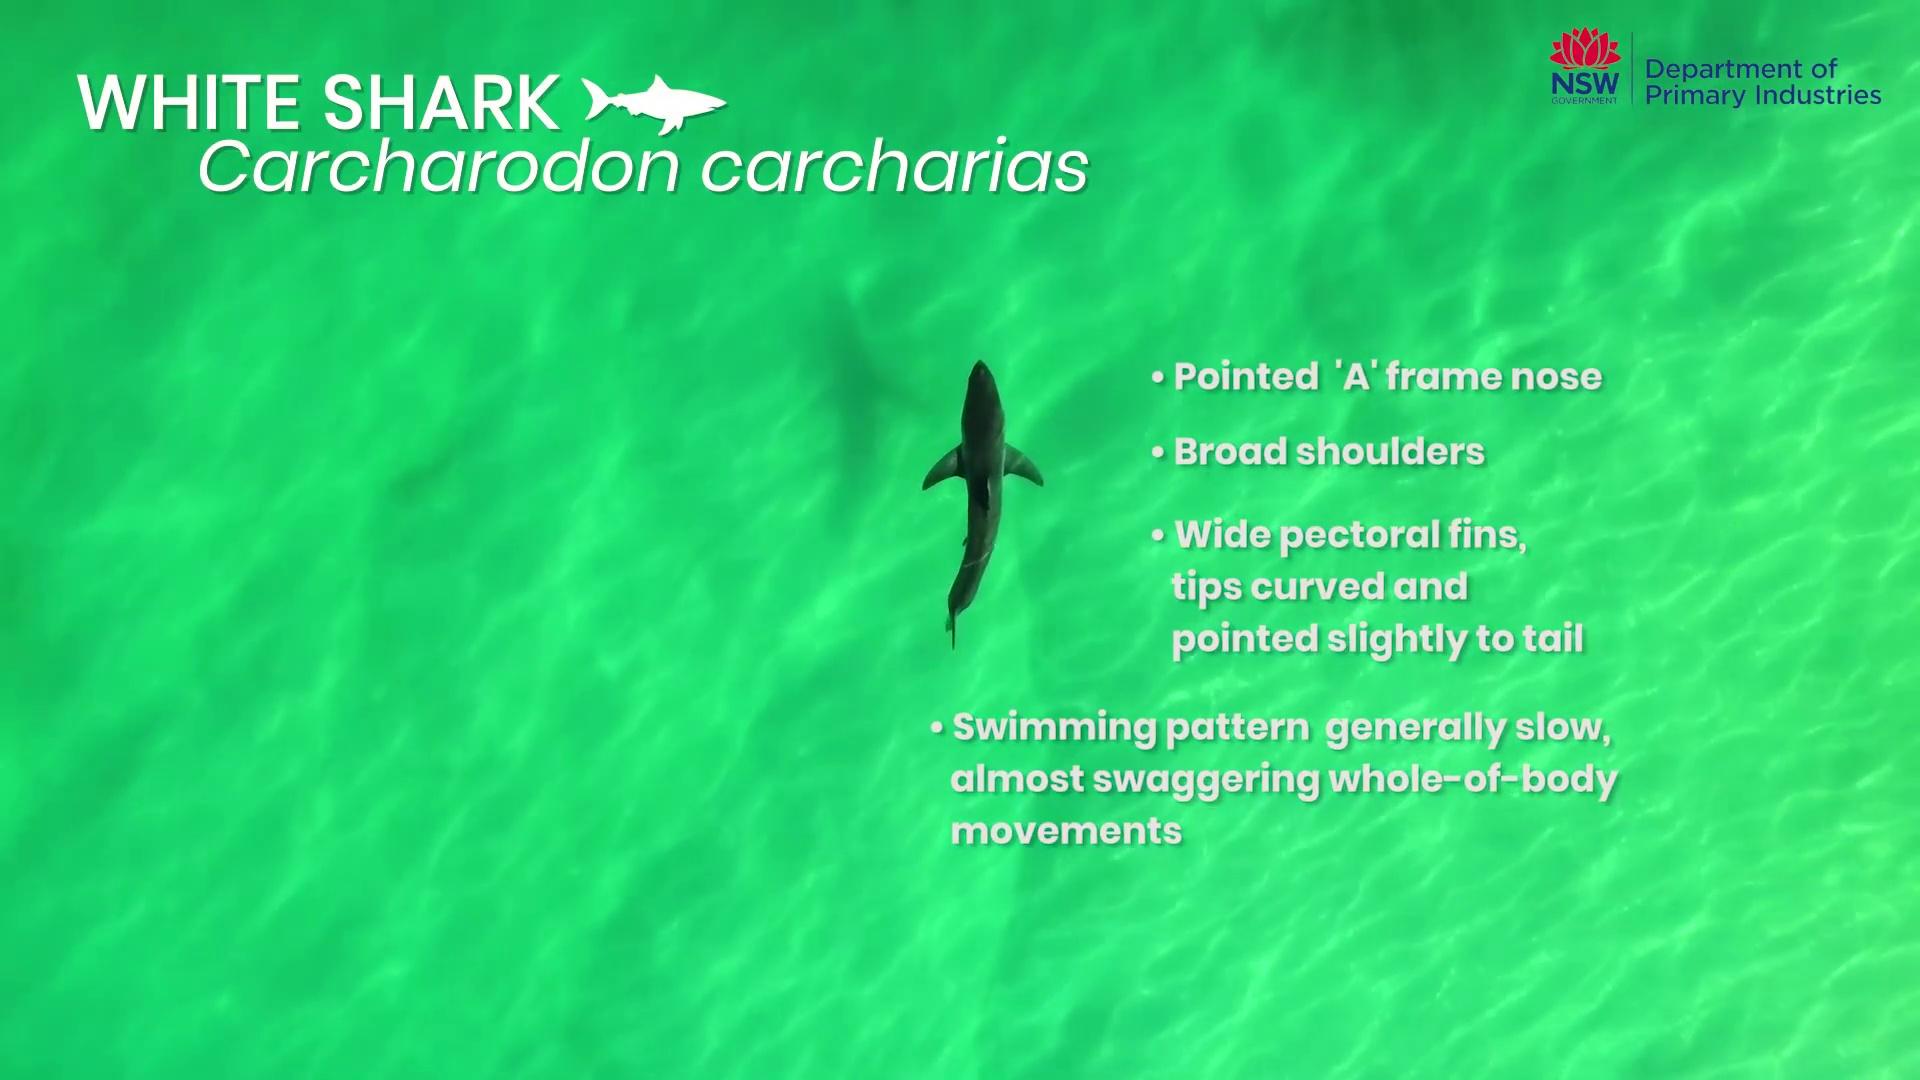 WHITE SHARK
Carcharodon carcharias
NSW
GOVERNMENT
Department of
Primary Industries
• Pointed 'A' frame nose
• Broad shoulders
• Wide pectoral fins,
tips curved and
pointed slightly to tail
• Swimming pattern generally slow,
almost swaggering whole-of-body
movements